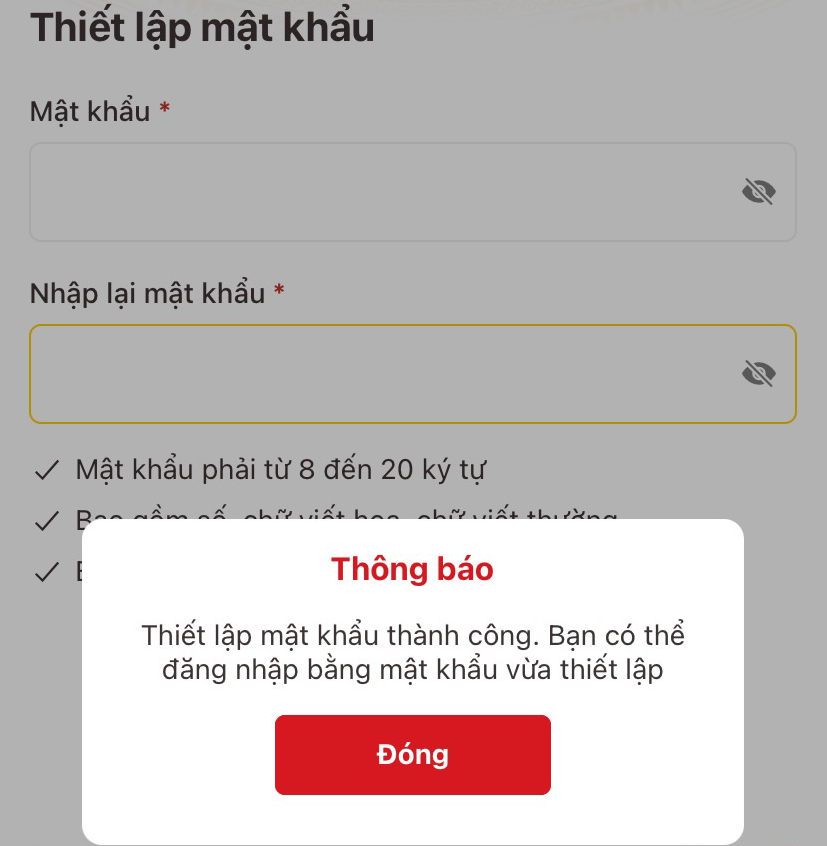 Thiết lập mật khẩu
Mật khẩu *
Nhập lại mật khẩu *
Mật khẩu phải từ 8 đến 20 ký tự
Bao gồm số, chữ viết hoa, chữ viết thường
Thông báo
Thiết lập mật khẩu thành công. Bạn có thể
đăng nhập bằng mật khẩu vừa thiết lập
Đóng